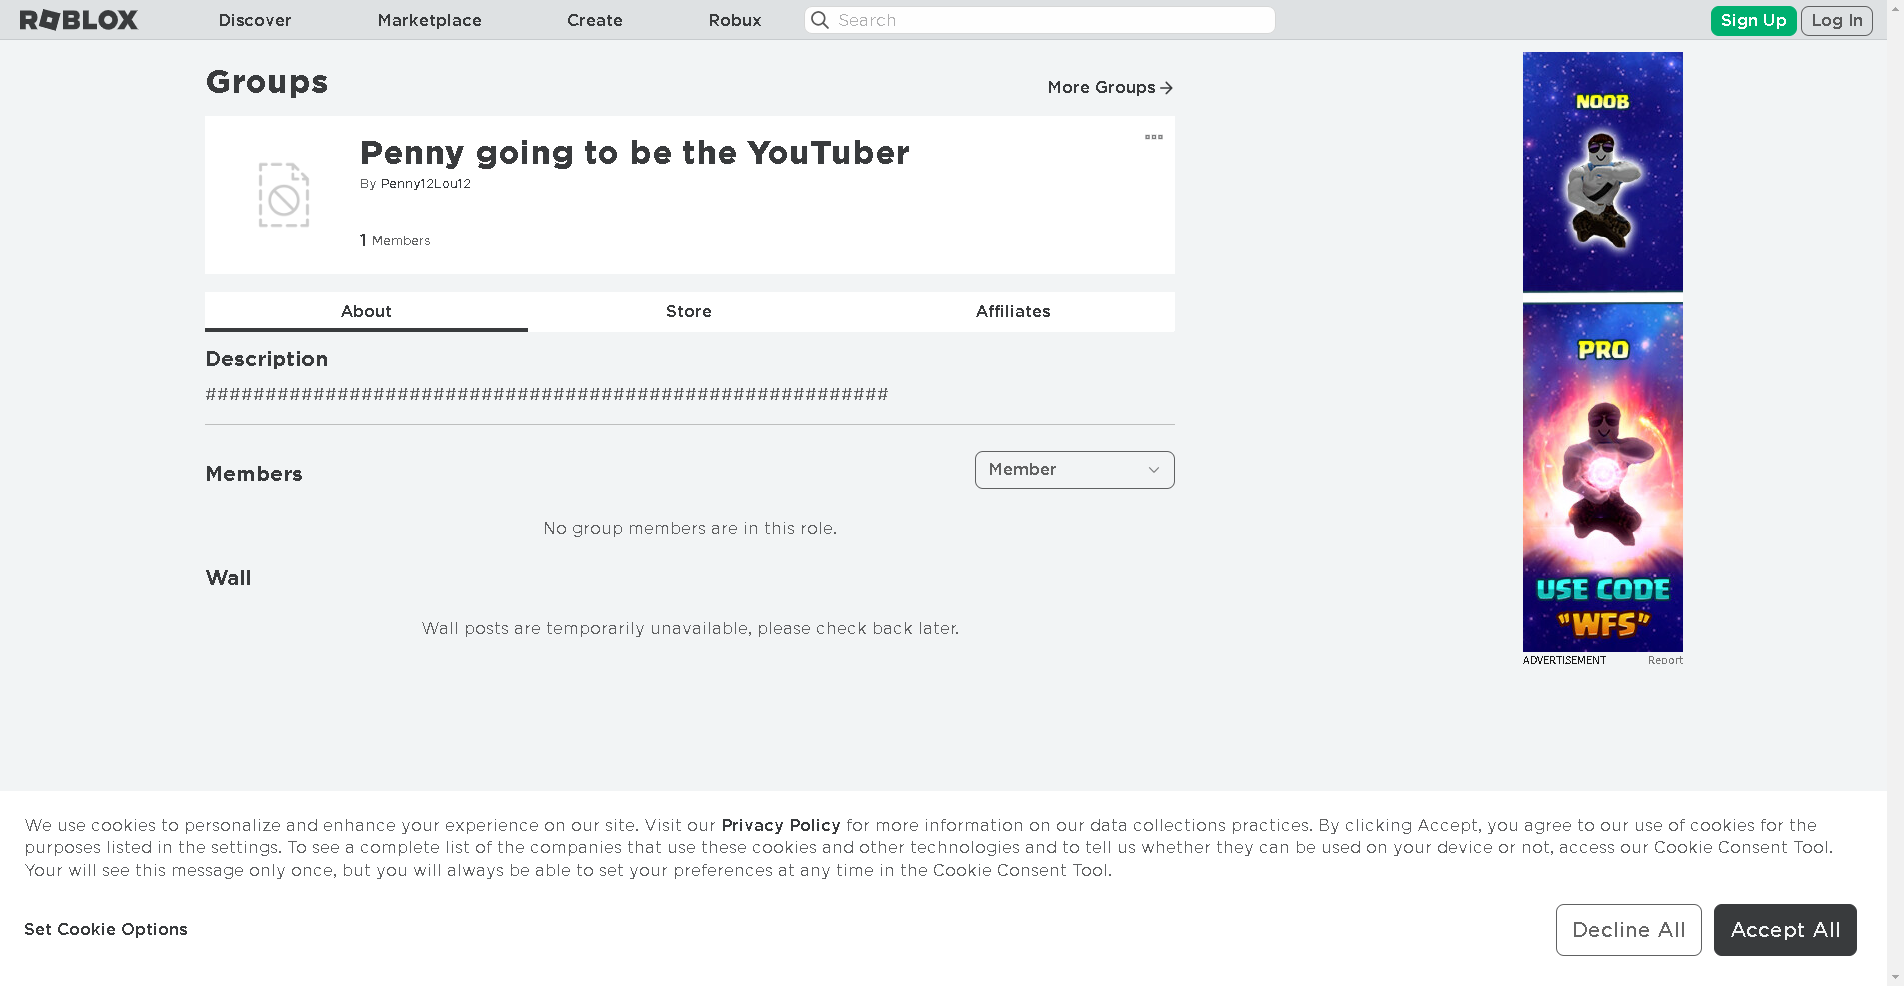 ROBLOX Discover Marketplace Create Robux Search Sign Up Log In
Groups
More Groups
Penny going to be the YouTuber
By Penny12Lou12
1 Members
About Store Affiliates
Description
#########################################################
Members
Member
No group members are in this role.
Wall
Wall posts are temporarily unavailable, please check back later.
NOOB
PRO
USE CODE
"WFS"
ADVERTISEMENT Report
We use cookies to personalize and enhance your experience on our site. Visit our Privacy Policy for more information on our data collections practices. By clicking Accept, you agree to our use of cookies for the
purposes listed in the settings. To see a complete list of the companies that use these cookies and other technologies and to tell us whether they can be used on your device or not, access our Cookie Consent Tool.
Your will see this message only once, but you will always be able to set your preferences at any time in the Cookie Consent Tool.
Set Cookie Options
Decline All Accept All